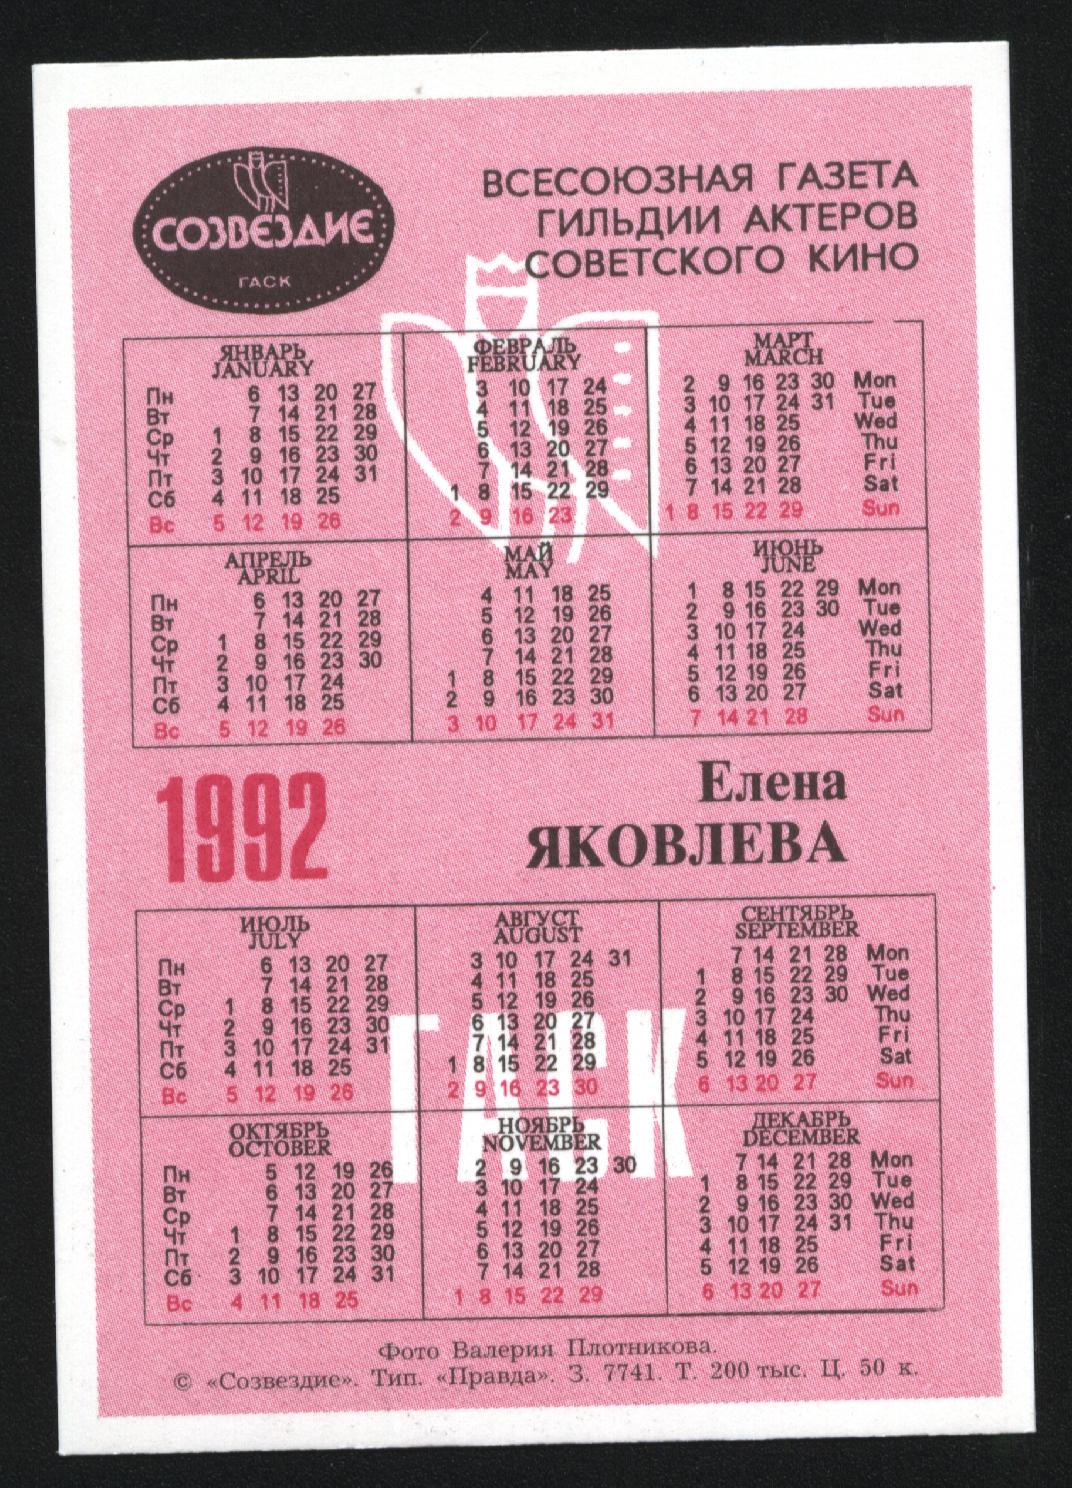 СОЗВЕЗДИЕ
ГАСК
ВСЕСОЮЗНАЯ ГАЗЕТА
ГИЛЬДИИ АКТЕРОВ
СОВЕТСКОГО КИНО
ЯНВАРЬ
JANUARY
Пн 6 13 20 27
Вт 7 14 21 28
Ср 1 8 15 22 29
Чт 2 9 16 23 30
Пт 3 10 17 24 31
Сб 4 11 18 25
Вс 5 12 19 26
ФЕВРАЛЬ
FEBRUARY
3 10 17 24
4 11 18 25
5 12 19 26
6 13 20 27
7 14 21 28
1 8 15 22 29
2 9 16 23
МАРТ
MARCH
2 9 16 23 30 Mon
3 10 17 24 31 Tue
4 11 18 25 Wed
5 12 19 26 Thu
6 13 20 27 Fri
7 14 21 28 Sat
1 8 15 22 29 Sun
АПРЕЛЬ
APRIL
Пн 6 13 20 27
Вт 7 14 21 28
Ср 1 8 15 22 29
Чт 2 9 16 23 30
Пт 3 10 17 24
Сб 4 11 18 25
Вс 5 12 19 26
МАЙ
MAY
4 11 18 25
5 12 19 26
6 13 20 27
7 14 21 28
1 8 15 22 29
2 9 16 23 30
3 10 17 24 31
ИЮНЬ
JUNE
1 8 15 22 29 Mon
2 9 16 23 30 Tue
3 10 17 24 Wed
4 11 18 25 Thu
5 12 19 26 Fri
6 13 20 27 Sat
7 14 21 28 Sun
1992
Елена
ЯКОВЛЕВА
ИЮЛЬ
JULY
Пн 6 13 20 27
Вт 7 14 21 28
Ср 1 8 15 22 29
Чт 2 9 16 23 30
Пт 3 10 17 24 31
Сб 4 11 18 25
Вс 5 12 19 26
АВГУСТ
AUGUST
3 10 17 24 31
4 11 18 25
5 12 19 26
6 13 20 27
7 14 21 28
1 8 15 22 29
2 9 16 23 30
СЕНТЯБРЬ
SEPTEMBER
7 14 21 28 Mon
1 8 15 22 29 Tue
2 9 16 23 30 Wed
3 10 17 24 Thu
4 11 18 25 Fri
5 12 19 26 Sat
6 13 20 27 Sun
ГАСК
ОКТЯБРЬ
OCTOBER
Пн 5 12 19 26
Вт 6 13 20 27
Ср 7 14 21 28
Чт 1 8 15 22 29
Пт 2 9 16 23 30
Сб 3 10 17 24 31
Вс 4 11 18 25
НОЯБРЬ
NOVEMBER
2 9 16 23 30
3 10 17 24
4 11 18 25
5 12 19 26
6 13 20 27
7 14 21 28
1 8 15 22 29
ДЕКАБРЬ
DECEMBER
7 14 21 28 Mon
1 8 15 22 29 Tue
2 9 16 23 30 Wed
3 10 17 24 31 Thu
4 11 18 25 Fri
5 12 19 26 Sat
6 13 20 27 Sun
Фото Валерия Плотникова.
© «Созвездие». Тип. «Правда». З. 7741. Т. 200 тыс. Ц. 50 к.